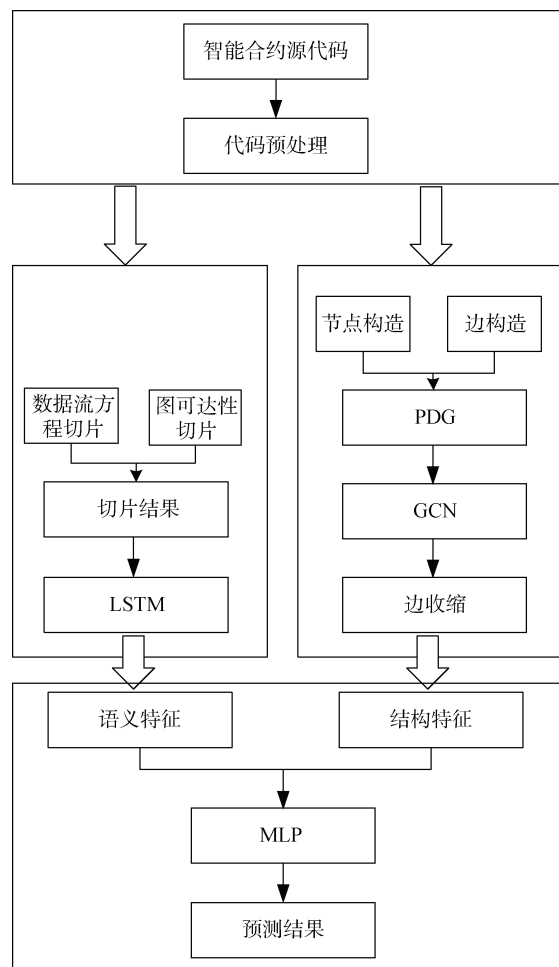 智能合约源代码
代码预处理
数据流方
程切片
图可达性
切片
切片结果
LSTM
节点构造
边构造
PDG
GCN
边收缩
语义特征
结构特征
MLP
预测结果